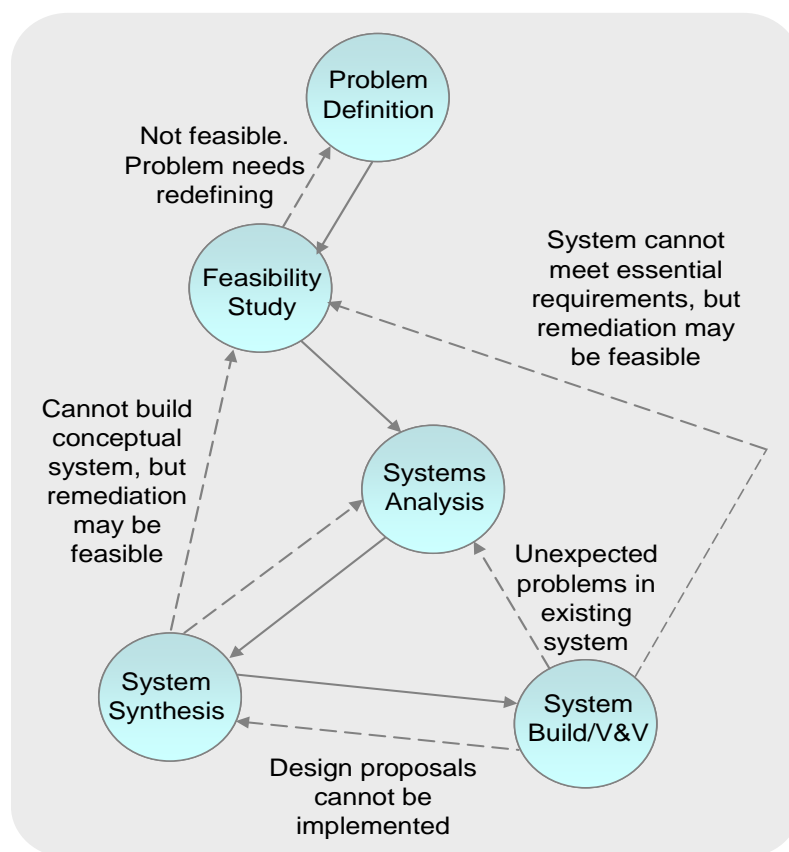 Problem
Definition
Not feasible.
Problem needs
redefining
Feasibility
Study
System cannot
meet essential
requirements, but
remediation may
be feasible
Cannot build
conceptual
system, but
remediation
may be
feasible
Systems
Analysis
Unexpected
problems in
existing
system
System
Synthesis
System
Build/V&V
Design proposals
cannot be
implemented